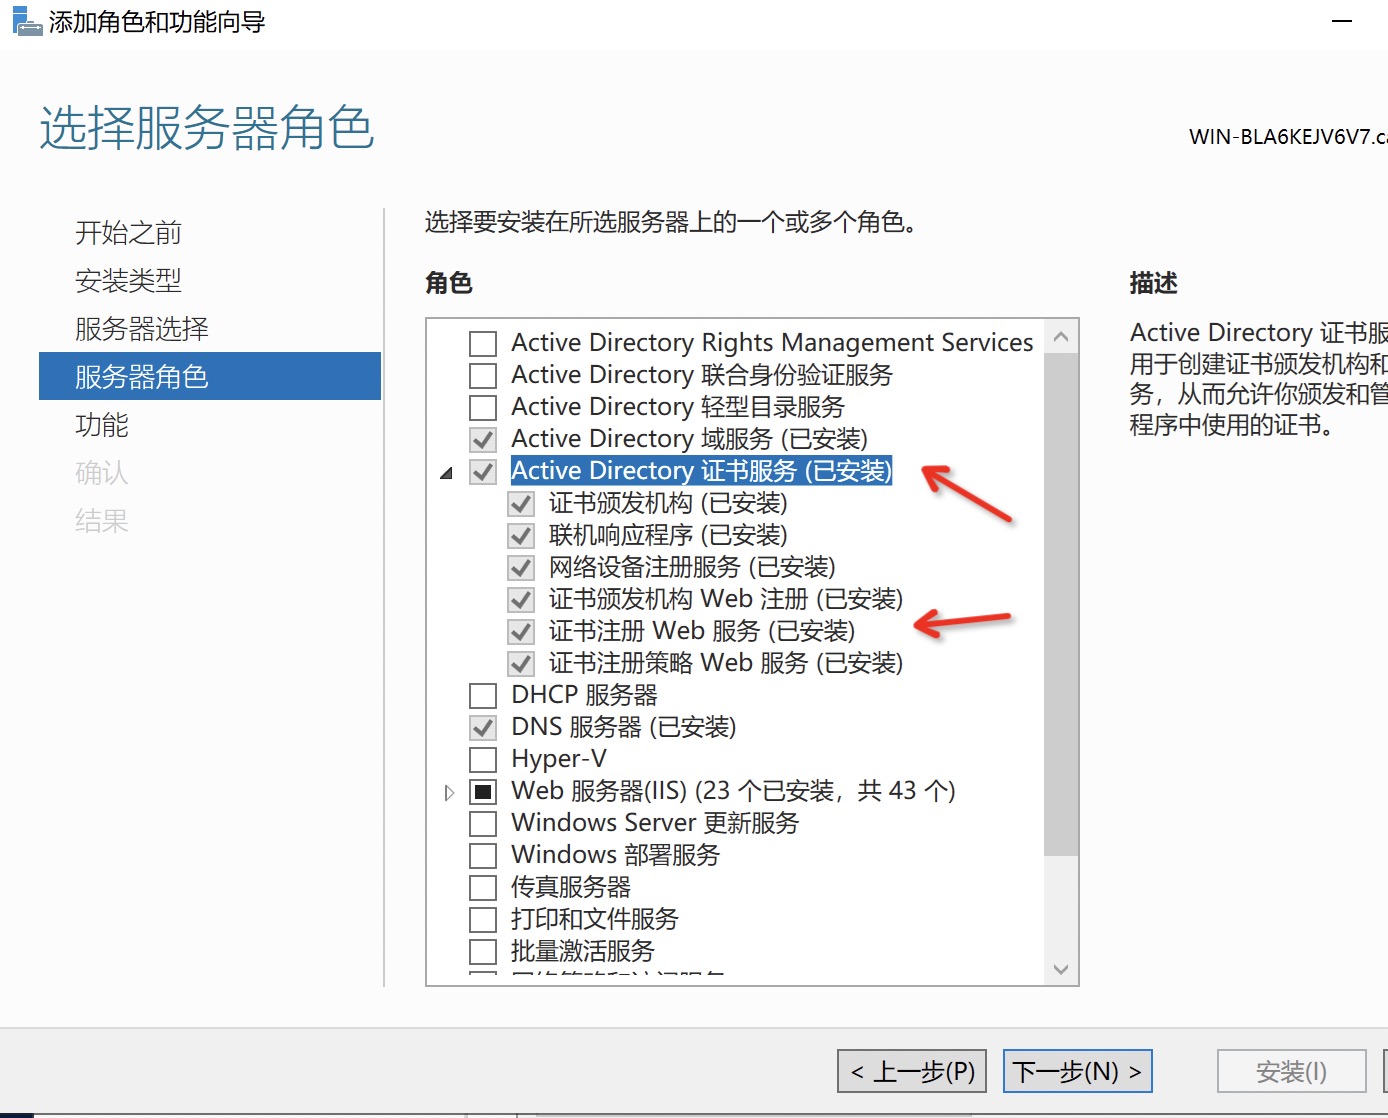 添加角色和功能向导
选择服务器角色
WIN-BLA6KEJV6V7.ca
开始之前
安装类型
服务器选择
服务器角色
功能
确认
结果
选择要安装在所选服务器上的一个或多个角色。
角色
Active Directory Rights Management Services
Active Directory 联合身份验证服务
Active Directory 轻型目录服务
Active Directory 域服务 (已安装)
Active Directory 证书服务 (已安装)
证书颁发机构 (已安装)
联机响应程序 (已安装)
网络设备注册服务 (已安装)
证书颁发机构 Web 注册 (已安装)
证书注册 Web 服务 (已安装)
证书注册策略 Web 服务 (已安装)
DHCP 服务器
DNS 服务器 (已安装)
Hyper-V
Web 服务器(IIS) (23 个已安装，共 43 个)
Windows Server 更新服务
Windows 部署服务
传真服务器
打印和文件服务
批量激活服务
描述
Active Directory 证书服
用于创建证书颁发机构和
务，从而允许你颁发和管
程序中使用的证书。
< 上一步(P)
下一步(N) >
安装(I)